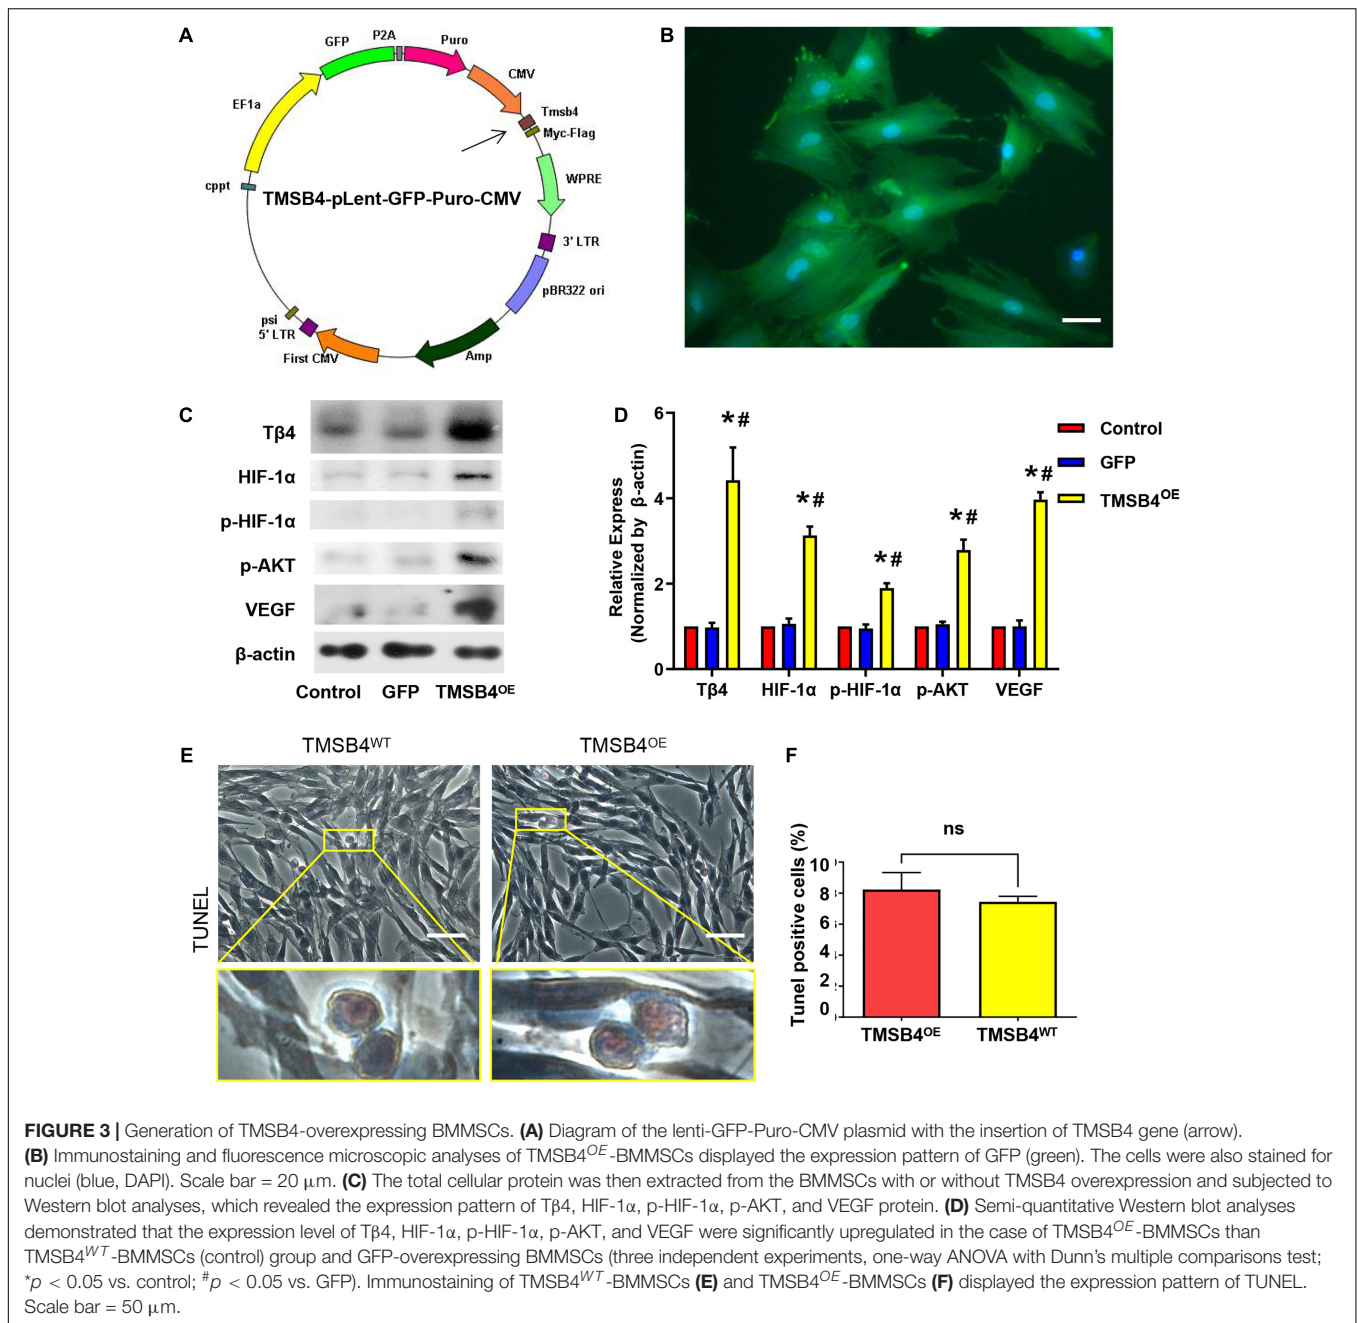 A
GFP
P2A
Puro
CMV
EF1a
Tmsb4
Myc-Flag
cppt
WPRE
TMSB4-pLent-GFP-Puro-CMV
3' LTR
pBR322 ori
psi
5' LTR
First CMV
Amp
B
C
Tβ4
HIF-1α
p-HIF-1α
p-AKT
VEGF
β-actin
Control GFP TMSB4OE
D
Relative Express
(Normalized by β-actin)
6
4
2
0
*# *# *# *# *#
Tβ4 HIF-1α p-HIF-1α p-AKT VEGF
Control
GFP
TMSB4OE
E
TMSB4WT TMSB4OE
TUNEL
F
Tunel positive cells (%)
10
8
6
4
2
0
ns
TMSB4OE TMSB4WT
FIGURE 3 | Generation of TMSB4-overexpressing BMMSCs. (A) Diagram of the lenti-GFP-Puro-CMV plasmid with the insertion of TMSB4 gene (arrow).
(B) Immunostaining and fluorescence microscopic analyses of TMSB4OE-BMMSCs displayed the expression pattern of GFP (green). The cells were also stained for
nuclei (blue, DAPI). Scale bar = 20 μm. (C) The total cellular protein was then extracted from the BMMSCs with or without TMSB4 overexpression and subjected to
Western blot analyses, which revealed the expression pattern of Tβ4, HIF-1α, p-HIF-1α, p-AKT, and VEGF protein. (D) Semi-quantitative Western blot analyses
demonstrated that the expression level of Tβ4, HIF-1α, p-HIF-1α, p-AKT, and VEGF were significantly upregulated in the case of TMSB4OE-BMMSCs than
TMSB4WT-BMMSCs (control) group and GFP-overexpressing BMMSCs (three independent experiments, one-way ANOVA with Dunn's multiple comparisons test;
*p < 0.05 vs. control; #p < 0.05 vs. GFP). Immunostaining of TMSB4WT-BMMSCs (E) and TMSB4OE-BMMSCs (F) displayed the expression pattern of TUNEL.
Scale bar = 50 μm.